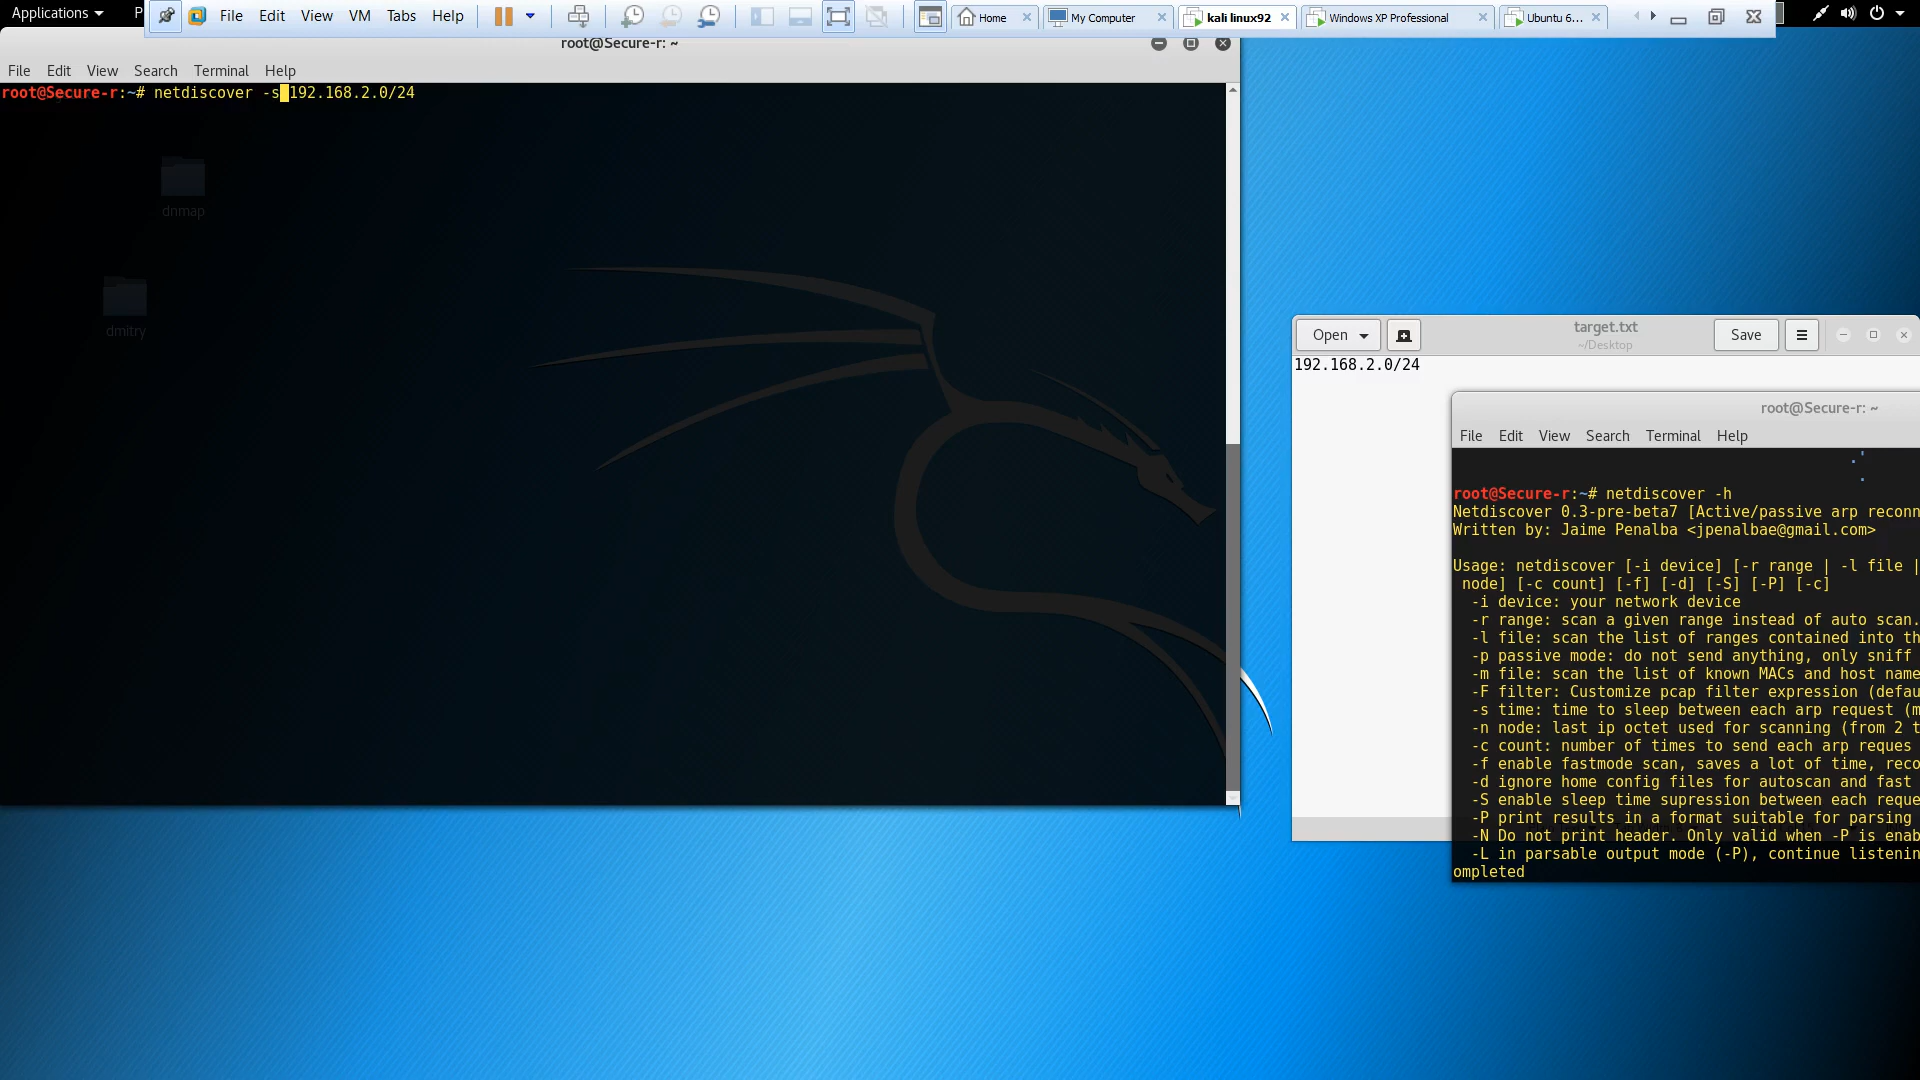 Applications
File Edit View VM Tabs Help
Home
My Computer
kali linux92
Windows XP Professional
Ubuntu 6...
root@Secure-r: ~
File Edit View Search Terminal Help
root@Secure-r:~# netdiscover -s 192.168.2.0/24
dnmap
dmitry
Open
target.txt
~/Desktop
Save
192.168.2.0/24
root@Secure-r: ~
File Edit View Search Terminal Help
root@Secure-r:~# netdiscover -h
Netdiscover 0.3-pre-beta7 [Active/passive arp reconn
Written by: Jaime Penalba <jpenalbae@gmail.com>
Usage: netdiscover [-i device] [-r range | -l file |
node] [-c count] [-f] [-d] [-S] [-P] [-c]
-i device: your network device
-r range: scan a given range instead of auto scan.
-l file: scan the list of ranges contained into th
-p passive mode: do not send anything, only sniff
-m file: scan the list of known MACs and host name
-F filter: Customize pcap filter expression (defau
-s time: time to sleep between each arp request (m
-n node: last ip octet used for scanning (from 2 t
-c count: number of times to send each arp reques
-f enable fastmode scan, saves a lot of time, reco
-d ignore home config files for autoscan and fast
-S enable sleep time supression between each reque
-P print results in a format suitable for parsing
-N Do not print header. Only valid when -P is enab
-L in parsable output mode (-P), continue listenin
ompleted